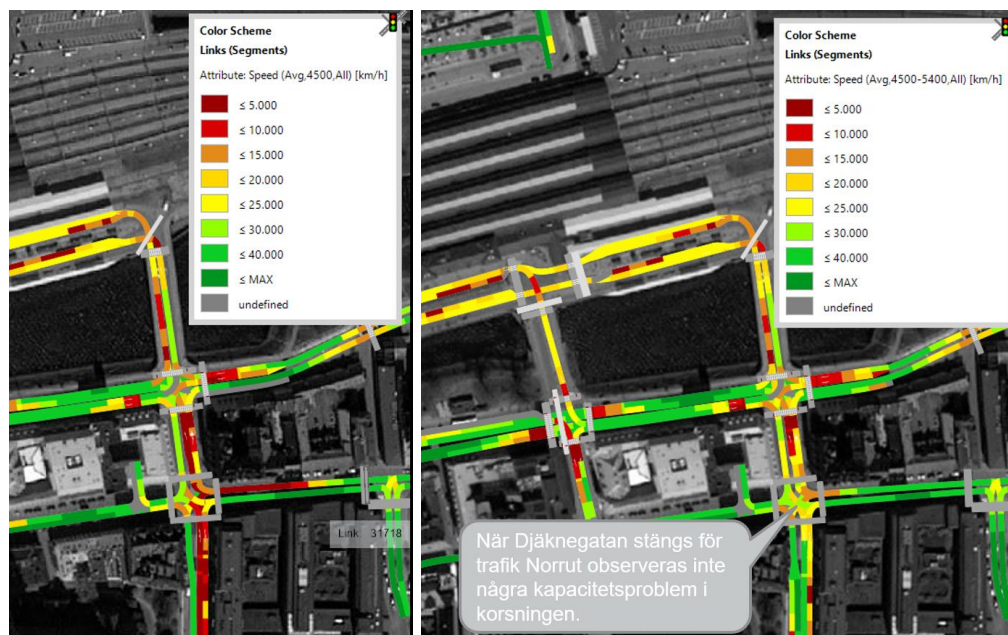 Color Scheme
Links (Segments)
Attribute: Speed (Avg,4500,All) [km/h]
≤ 5.000
≤ 10.000
≤ 15.000
≤ 20.000
≤ 25.000
≤ 30.000
≤ 40.000
≤ MAX
undefined
Link: 31718
Color Scheme
Links (Segments)
Attribute: Speed (Avg,4500-5400,All) [km/h]
≤ 5.000
≤ 10.000
≤ 15.000
≤ 20.000
≤ 25.000
≤ 30.000
≤ 40.000
≤ MAX
undefined
När Djäknegatan stängs för
trafik Norrut observeras inte
några kapacitetsproblem i
korsningen.